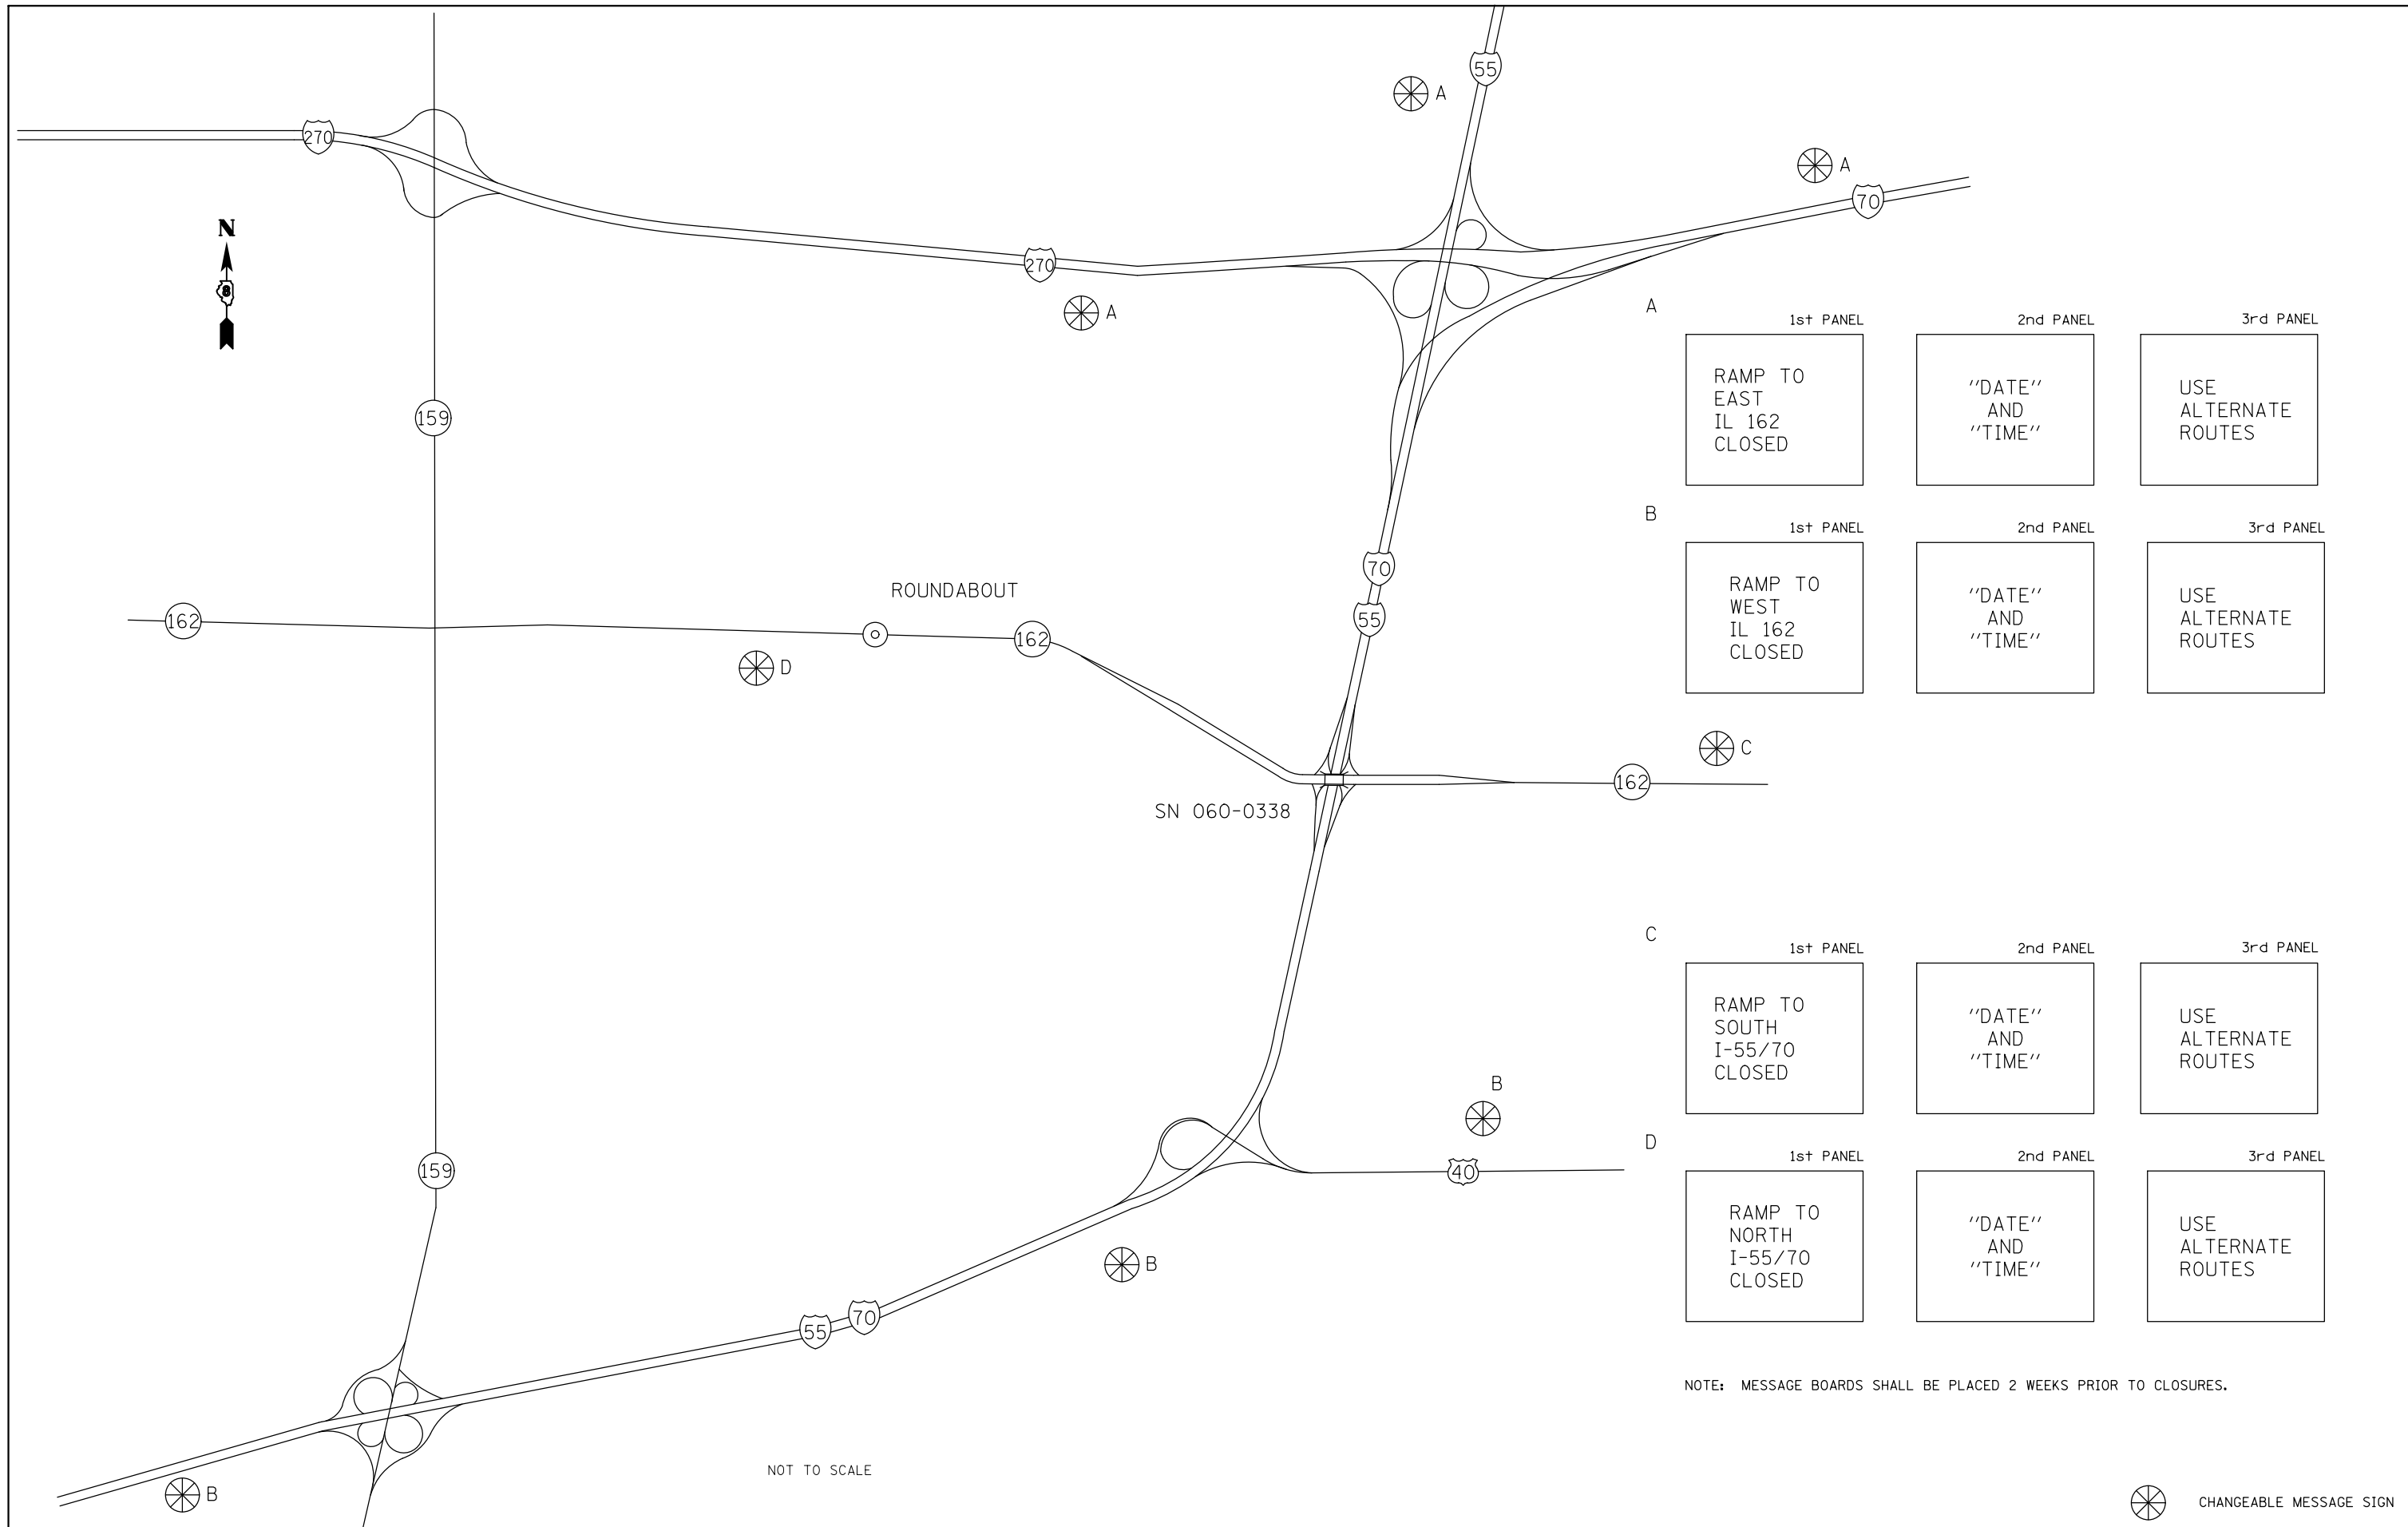 55
A
270
A
70
N
8
270
A
159
A
1st PANEL
2nd PANEL
3rd PANEL
RAMP TO
EAST
IL 162
CLOSED
"DATE"
AND
"TIME"
USE
ALTERNATE
ROUTES
B
1st PANEL
2nd PANEL
3rd PANEL
RAMP TO
WEST
IL 162
CLOSED
"DATE"
AND
"TIME"
USE
ALTERNATE
ROUTES
70
55
ROUNDABOUT
162
162
D
C
162
SN 060-0338
C
1st PANEL
2nd PANEL
3rd PANEL
RAMP TO
SOUTH
I-55/70
CLOSED
"DATE"
AND
"TIME"
USE
ALTERNATE
ROUTES
B
D
1st PANEL
2nd PANEL
3rd PANEL
RAMP TO
NORTH
I-55/70
CLOSED
"DATE"
AND
"TIME"
USE
ALTERNATE
ROUTES
159
40
B
70
55
NOTE: MESSAGE BOARDS SHALL BE PLACED 2 WEEKS PRIOR TO CLOSURES.
NOT TO SCALE
B
CHANGEABLE MESSAGE SIGN